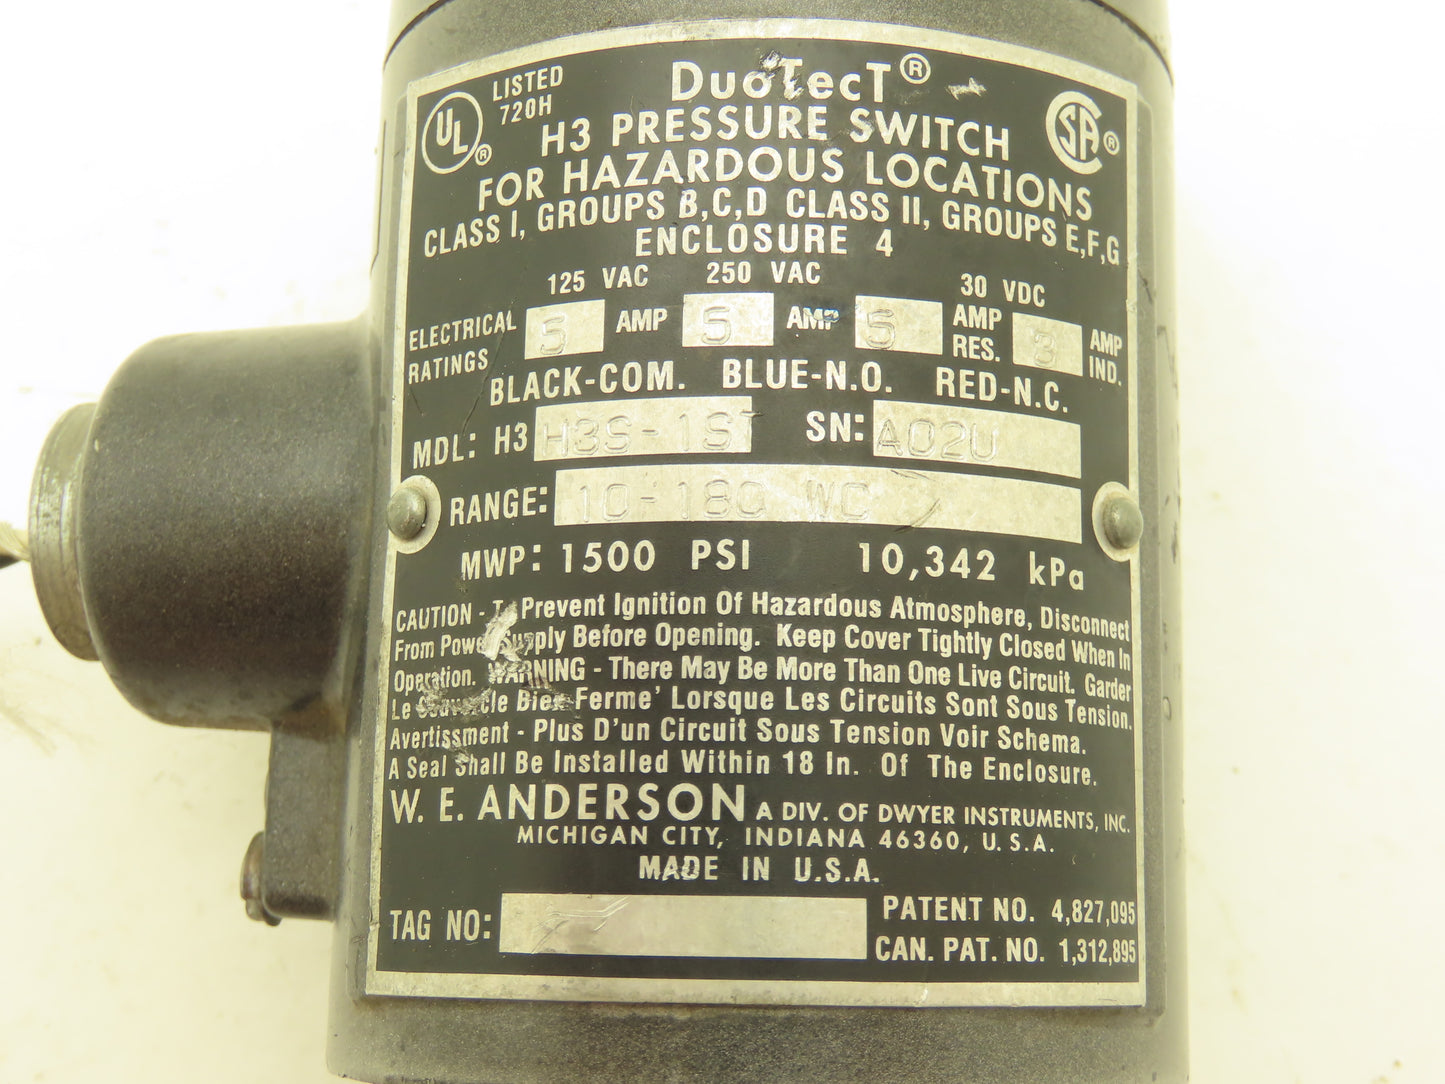 UL®
LISTED
720H
DuoTecT®
SA®
H3 PRESSURE SWITCH
FOR HAZARDOUS LOCATIONS
CLASS I, GROUPS B,C,D CLASS II, GROUPS E,F,G
ENCLOSURE 4
125 VAC 250 VAC 30 VDC
ELECTRICAL RATINGS 5 AMP 5 AMP 5 AMP RES. 3 AMP IND.
BLACK-COM. BLUE-N.O. RED-N.C.
MDL: H3 H3S-1ST SN: A02U
RANGE: 10-180 WC
MWP: 1500 PSI 10,342 kPa
CAUTION - To Prevent Ignition Of Hazardous Atmosphere, Disconnect
From Power Supply Before Opening. Keep Cover Tightly Closed When In
Operation. WARNING - There May Be More Than One Live Circuit. Garder
Le Couvercle Bien Ferme' Lorsque Les Circuits Sont Sous Tension.
Avertissment - Plus D'un Circuit Sous Tension Voir Schema.
A Seal Shall Be Installed Within 18 In. Of The Enclosure.
W. E. ANDERSON A DIV. OF DWYER INSTRUMENTS, INC.
MICHIGAN CITY, INDIANA 46360, U.S.A.
MADE IN U.S.A.
TAG NO:
PATENT NO. 4,827,095
CAN. PAT. NO. 1,312,895